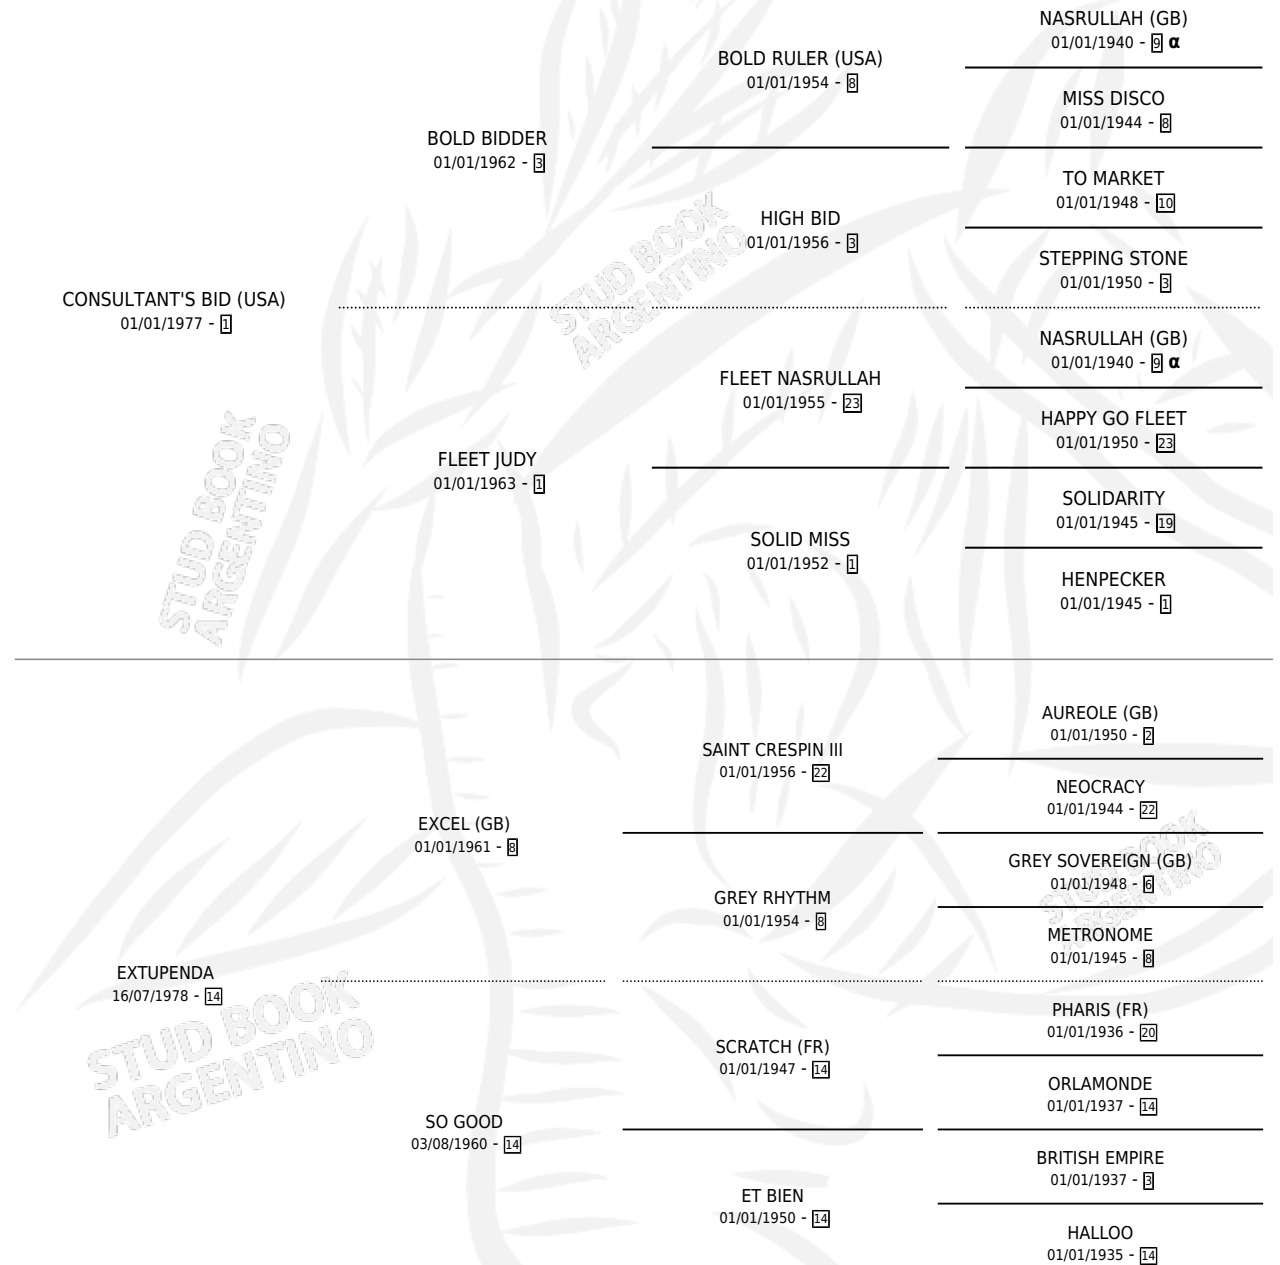 NASRULLAH (GB)
01/01/1940 - 9 α
BOLD RULER (USA)
01/01/1954 - 8
MISS DISCO
01/01/1944 - 8
BOLD BIDDER
01/01/1962 - 3
TO MARKET
01/01/1948 - 10
HIGH BID
01/01/1956 - 3
STEPPING STONE
01/01/1950 - 3
CONSULTANT'S BID (USA)
01/01/1977 - 1
NASRULLAH (GB)
01/01/1940 - 9 α
FLEET NASRULLAH
01/01/1955 - 23
HAPPY GO FLEET
01/01/1950 - 23
FLEET JUDY
01/01/1963 - 1
SOLIDARITY
01/01/1945 - 19
SOLID MISS
01/01/1952 - 1
HENPECKER
01/01/1945 - 1
AUREOLE (GB)
01/01/1950 - 2
SAINT CRESPIN III
01/01/1956 - 22
NEOCRACY
01/01/1944 - 22
EXCEL (GB)
01/01/1961 - 8
GREY SOVEREIGN (GB)
01/01/1948 - 6
GREY RHYTHM
01/01/1954 - 8
METRONOME
01/01/1945 - 8
EXTUPENDA
16/07/1978 - 14
PHARIS (FR)
01/01/1936 - 20
SCRATCH (FR)
01/01/1947 - 14
ORLAMONDE
01/01/1937 - 14
SO GOOD
03/08/1960 - 14
BRITISH EMPIRE
01/01/1937 - 3
ET BIEN
01/01/1950 - 14
HALLOO
01/01/1935 - 14
STUD BOOK
ARGENTINO
STUD BOOK
ARGENTINO
STUD BOOK
ARGENTINO
STUD BOOK
ARGENTINO